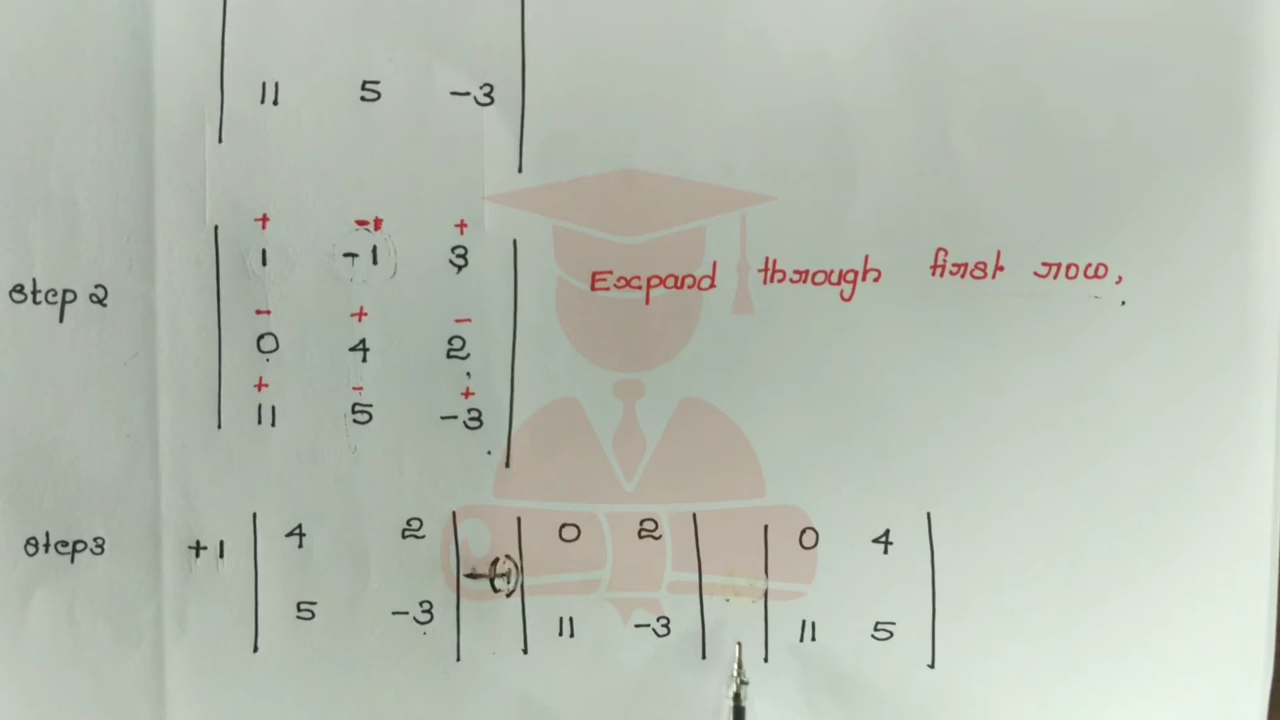 11 5 -3
+ - +
1 -1 3
Step 2 Expand through first row,
- + -
0 4 2
+ - +
11 5 -3
Step3 +1 4 2 -(-1) 0 2 0 4
5 -3 11 -3 11 5